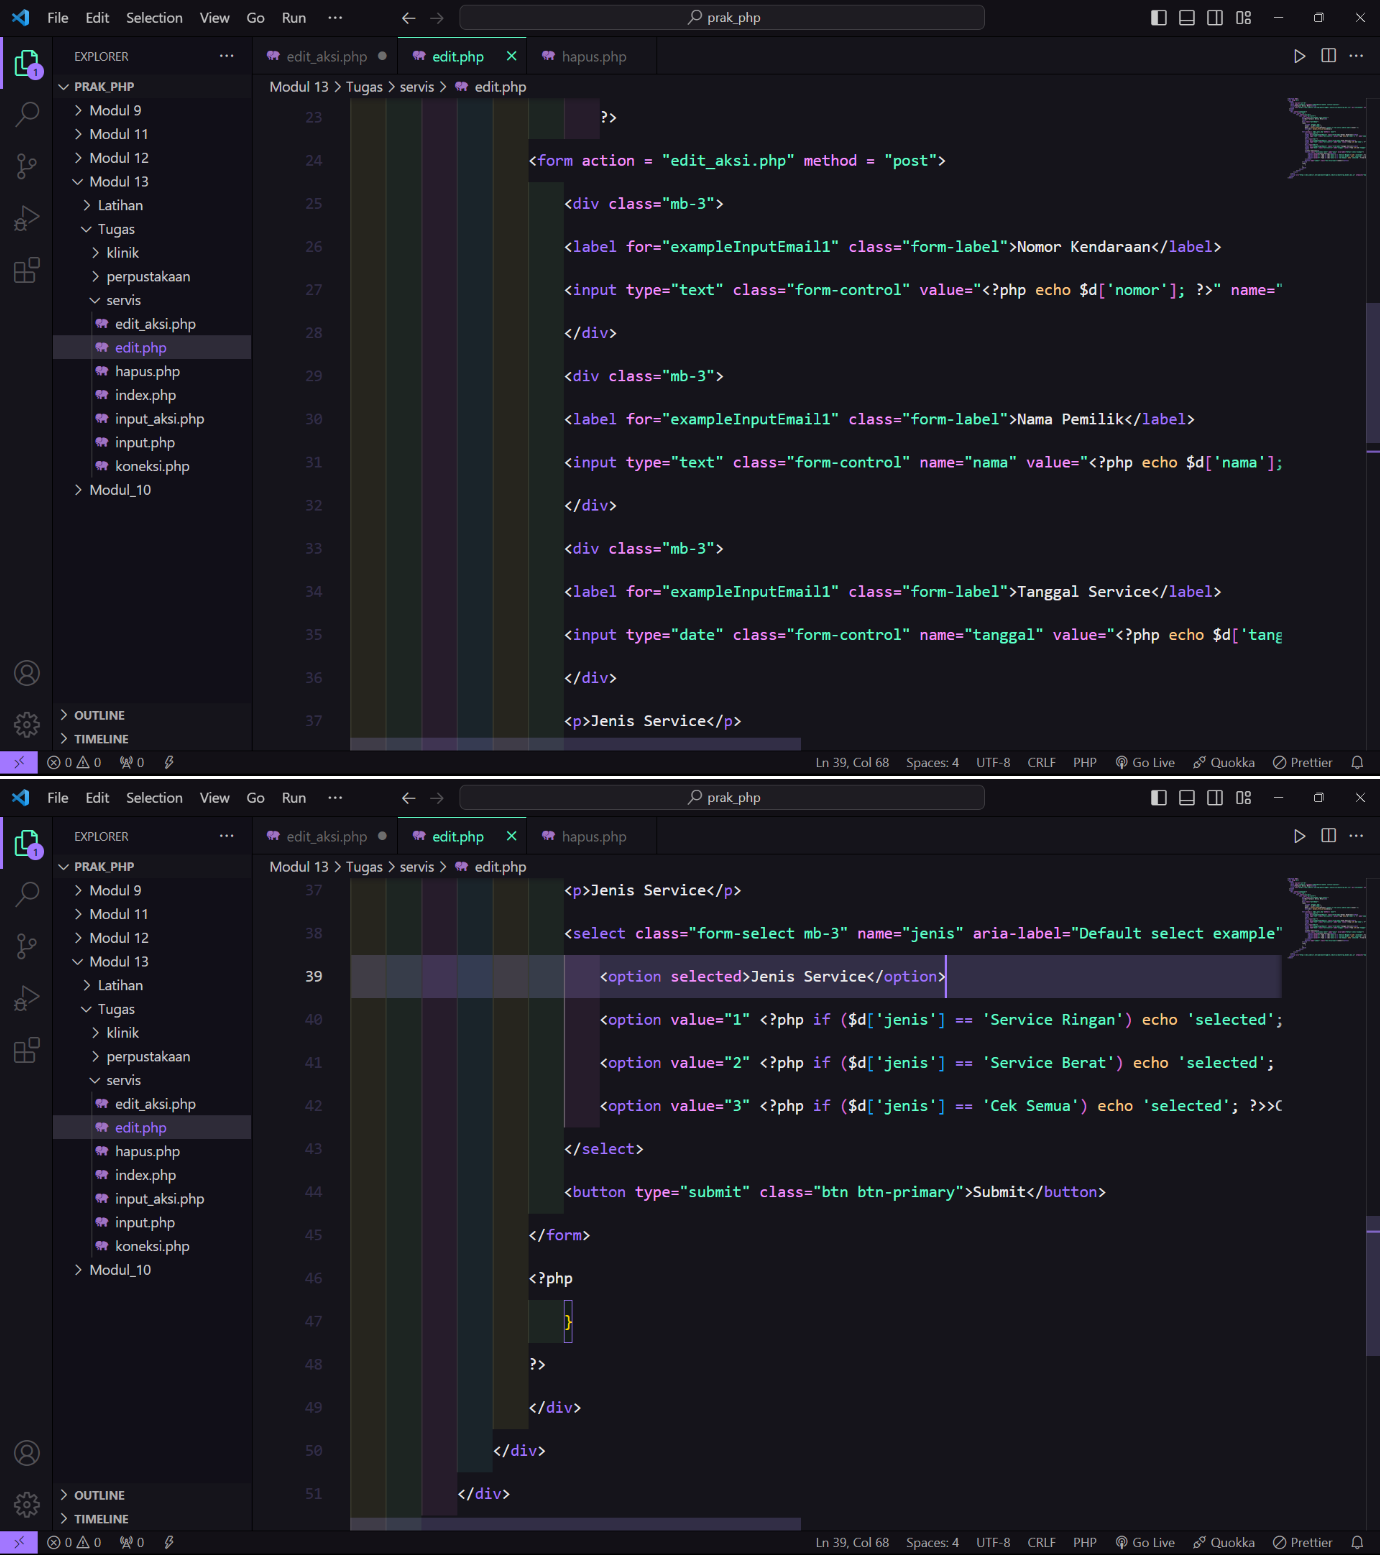 File Edit Selection View Go Run ··· prak_php
EXPLORER ··· edit_aksi.php edit.php hapus.php
PRAK_PHP
Modul 13 > Tugas > servis > edit.php
Modul 9
Modul 11
Modul 12
Modul 13
Latihan
Tugas
klinik
perpustakaan
servis
edit_aksi.php
edit.php
hapus.php
index.php
input_aksi.php
input.php
koneksi.php
Modul_10
OUTLINE
TIMELINE
23 ?>
24 <form action = "edit_aksi.php" method = "post">
25 <div class="mb-3">
26 <label for="exampleInputEmail1" class="form-label">Nomor Kendaraan</label>
27 <input type="text" class="form-control" value="<?php echo $d['nomor']; ?>" name="
28 </div>
29 <div class="mb-3">
30 <label for="exampleInputEmail1" class="form-label">Nama Pemilik</label>
31 <input type="text" class="form-control" name="nama" value="<?php echo $d['nama'];
32 </div>
33 <div class="mb-3">
34 <label for="exampleInputEmail1" class="form-label">Tanggal Service</label>
35 <input type="date" class="form-control" name="tanggal" value="<?php echo $d['tang
36 </div>
37 <p>Jenis Service</p>
0 0 0 Ln 39, Col 68 Spaces: 4 UTF-8 CRLF PHP Go Live Quokka Prettier
File Edit Selection View Go Run ··· prak_php
EXPLORER ··· edit_aksi.php edit.php hapus.php
PRAK_PHP
Modul 13 > Tugas > servis > edit.php
Modul 9
Modul 11
Modul 12
Modul 13
Latihan
Tugas
klinik
perpustakaan
servis
edit_aksi.php
edit.php
hapus.php
index.php
input_aksi.php
input.php
koneksi.php
Modul_10
OUTLINE
TIMELINE
37 <p>Jenis Service</p>
38 <select class="form-select mb-3" name="jenis" aria-label="Default select example"
39 <option selected>Jenis Service</option>
40 <option value="1" <?php if ($d['jenis'] == 'Service Ringan') echo 'selected';
41 <option value="2" <?php if ($d['jenis'] == 'Service Berat') echo 'selected';
42 <option value="3" <?php if ($d['jenis'] == 'Cek Semua') echo 'selected'; ?>>C
43 </select>
44 <button type="submit" class="btn btn-primary">Submit</button>
45 </form>
46 <?php
47 }
48 ?>
49 </div>
50 </div>
51 </div>
0 0 0 Ln 39, Col 68 Spaces: 4 UTF-8 CRLF PHP Go Live Quokka Prettier